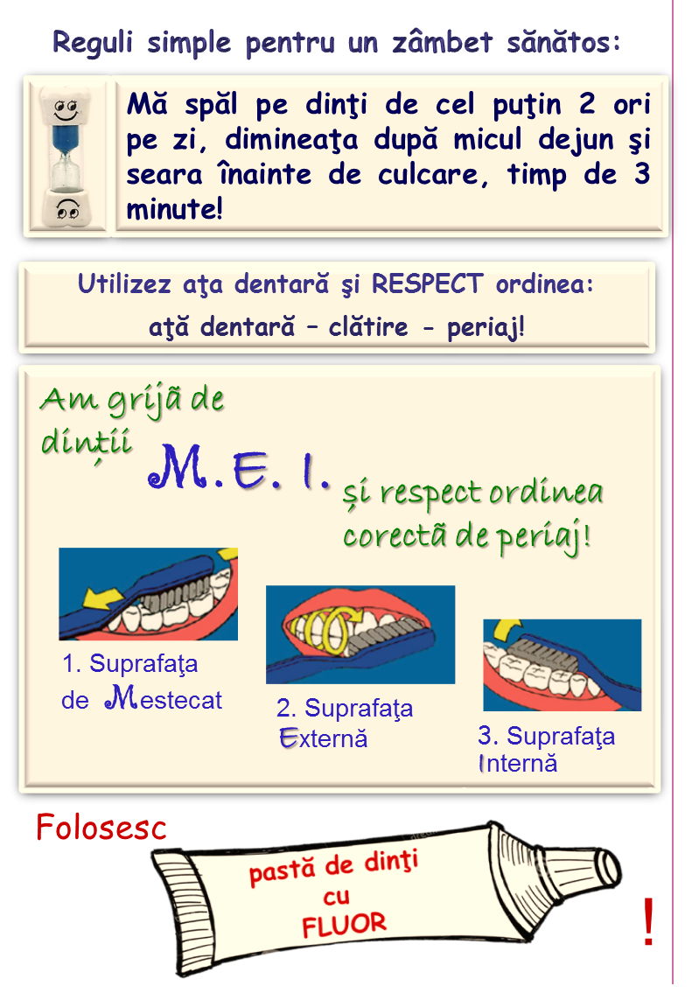 Reguli simple pentru un zâmbet sănătos:
Mă spăl pe dinţi de cel puţin 2 ori
pe zi, dimineaţa după micul dejun şi
seara înainte de culcare, timp de 3
minute!
Utilizez aţa dentară şi RESPECT ordinea:
aţă dentară – clătire - periaj!
Am grijã de
dinții
M.E.I.
și respect ordinea
corectã de periaj!
1. Suprafaţa
de Mestecat
2. Suprafaţa
Externă
3. Suprafaţa
Internă
Folosesc
pastă de dinţi
cu
FLUOR
!